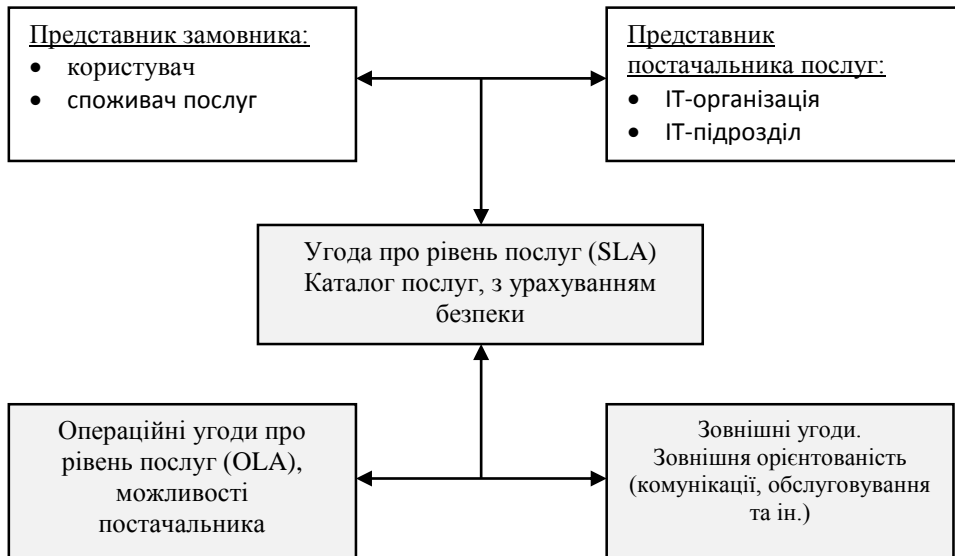 Представник замовника:
• користувач
• споживач послуг
Представник
постачальника послуг:
• ІТ-організація
• ІТ-підрозділ
Угода про рівень послуг (SLA)
Каталог послуг, з урахуванням
безпеки
Операційні угоди про
рівень послуг (OLA),
можливості
постачальника
Зовнішні угоди.
Зовнішня орієнтованість
(комунікації, обслуговування
та ін.)